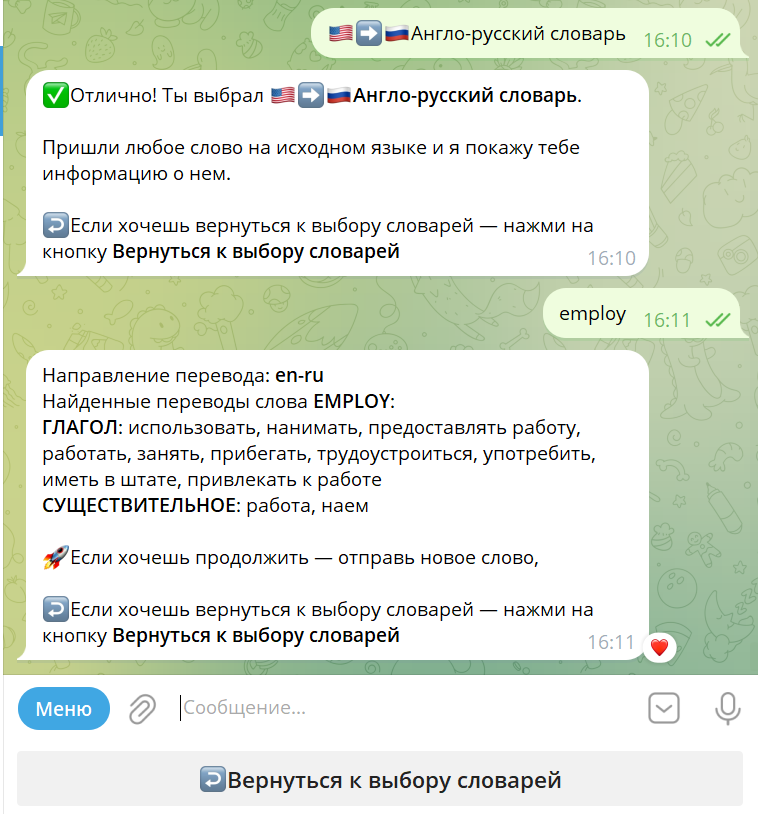 🇺🇸➡️🇷🇺Англо-русский словарь 16:10
✅Отлично! Ты выбрал 🇺🇸➡️🇷🇺Англо-русский словарь.
Пришли любое слово на исходном языке и я покажу тебе
информацию о нем.
↩️Если хочешь вернуться к выбору словарей — нажми на
кнопку Вернуться к выбору словарей 16:10
employ 16:11
Направление перевода: en-ru
Найденные переводы слова EMPLOY:
ГЛАГОЛ: использовать, нанимать, предоставлять работу,
работать, занять, прибегать, трудоустроиться, употребить,
иметь в штате, привлекать к работе
СУЩЕСТВИТЕЛЬНОЕ: работа, наем
🚀Если хочешь продолжить — отправь новое слово,
↩️Если хочешь вернуться к выбору словарей — нажми на
кнопку Вернуться к выбору словарей 16:11 ❤️
Меню Сообщение...
↩️Вернуться к выбору словарей